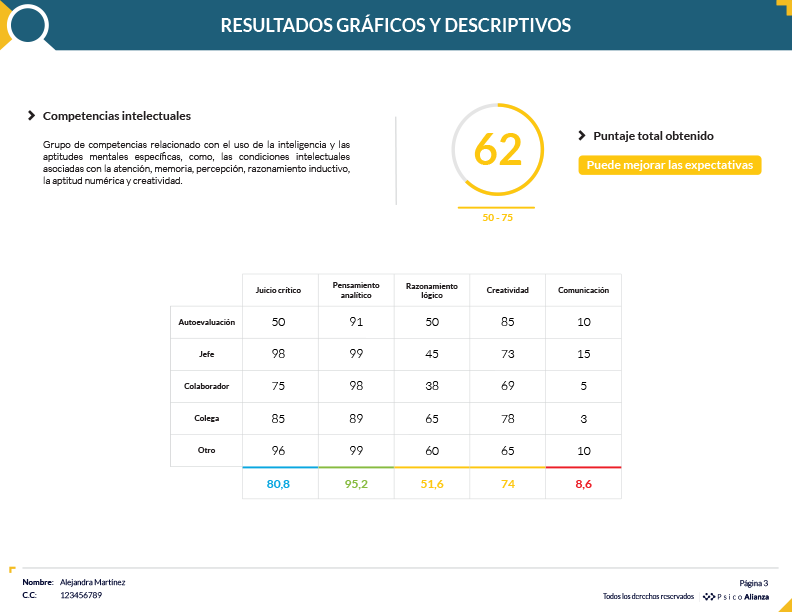 RESULTADOS GRÁFICOS Y DESCRIPTIVOS
Competencias intelectuales
Grupo de competencias relacionado con el uso de la inteligencia y las
aptitudes mentales específicas, como, las condiciones intelectuales
asociadas con la atención, memoria, percepción, razonamiento inductivo,
la aptitud numérica y creatividad.
62
50 - 75
Puntaje total obtenido
Puede mejorar las expectativas
Juicio crítico Pensamiento analítico Razonamiento lógico Creatividad Comunicación
Autoevaluación 50 91 50 85 10
Jefe 98 99 45 73 15
Colaborador 75 98 38 69 5
Colega 85 89 65 78 3
Otro 96 99 60 65 10
80,8 95,2 51,6 74 8,6
Nombre: Alejandra Martínez
C.C: 123456789
Página 3
Todos los derechos reservados
Psico Alianza